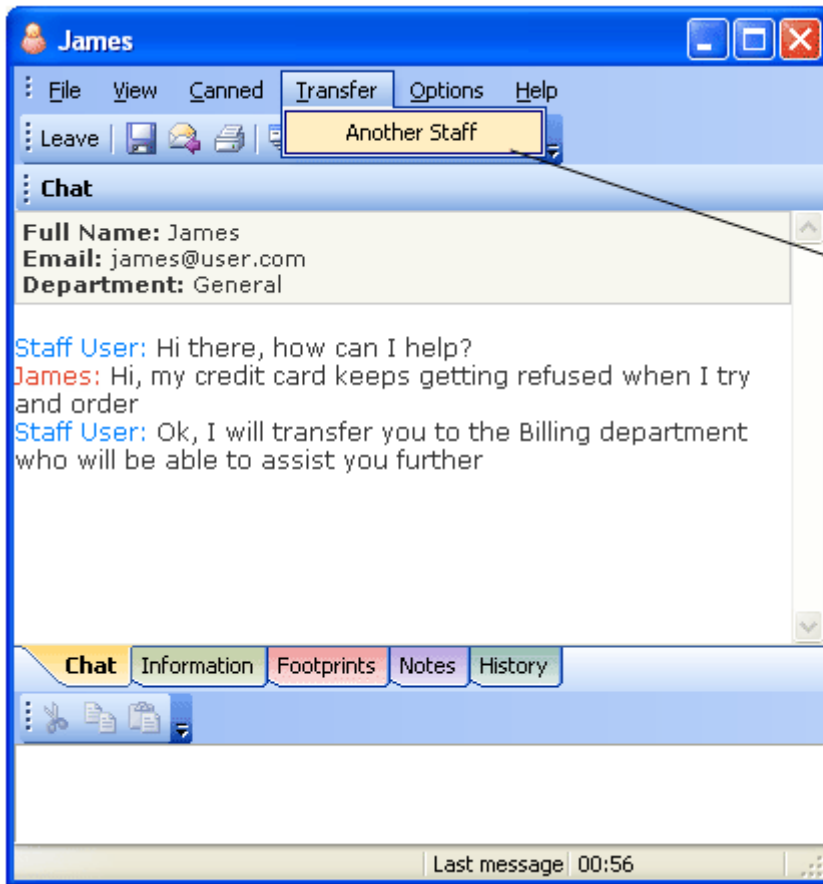 James
File View Canned Transfer Options Help
Leave
Another Staff
Chat
Full Name: James
Email: james@user.com
Department: General
Staff User: Hi there, how can I help?
James: Hi, my credit card keeps getting refused when I try
and order
Staff User: Ok, I will transfer you to the Billing department
who will be able to assist you further
Chat Information Footprints Notes History
Last message 00:56